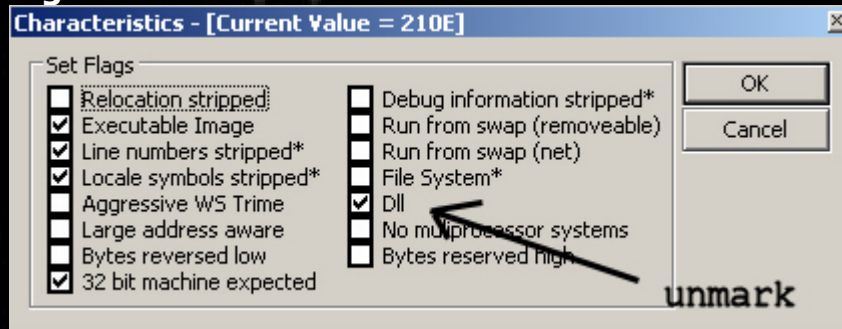 Characteristics - [Current Value = 210E]
Set Flags
Relocation stripped
Executable Image
Line numbers stripped*
Locale symbols stripped*
Aggressive WS Trime
Large address aware
Bytes reversed low
32 bit machine expected
Debug information stripped*
Run from swap (removeable)
Run from swap (net)
File System*
Dll
No muliprocessor systems
Bytes reserved high
OK
Cancel
unmark